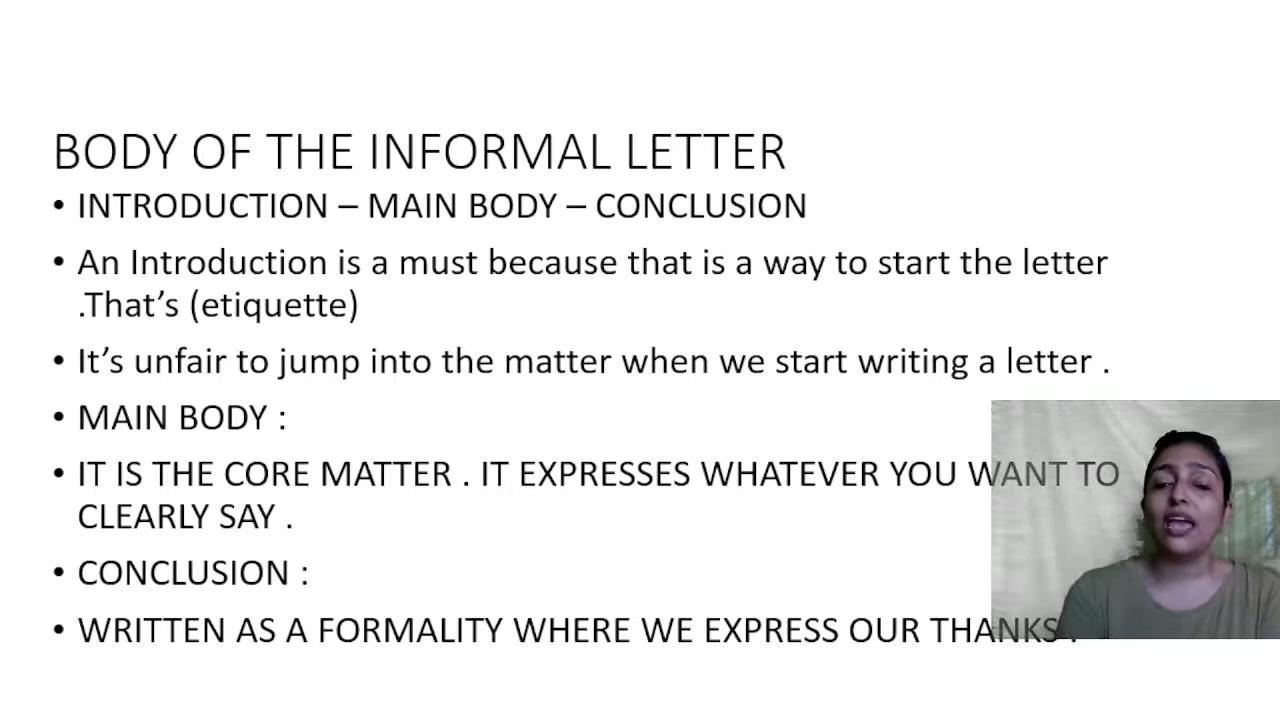 BODY OF THE INFORMAL LETTER
• INTRODUCTION – MAIN BODY – CONCLUSION
• An Introduction is a must because that is a way to start the letter
.That's (etiquette)
• It's unfair to jump into the matter when we start writing a letter .
• MAIN BODY :
• IT IS THE CORE MATTER . IT EXPRESSES WHATEVER YOU WANT TO
CLEARLY SAY .
• CONCLUSION :
• WRITTEN AS A FORMALITY WHERE WE EXPRESS OUR THANKS .